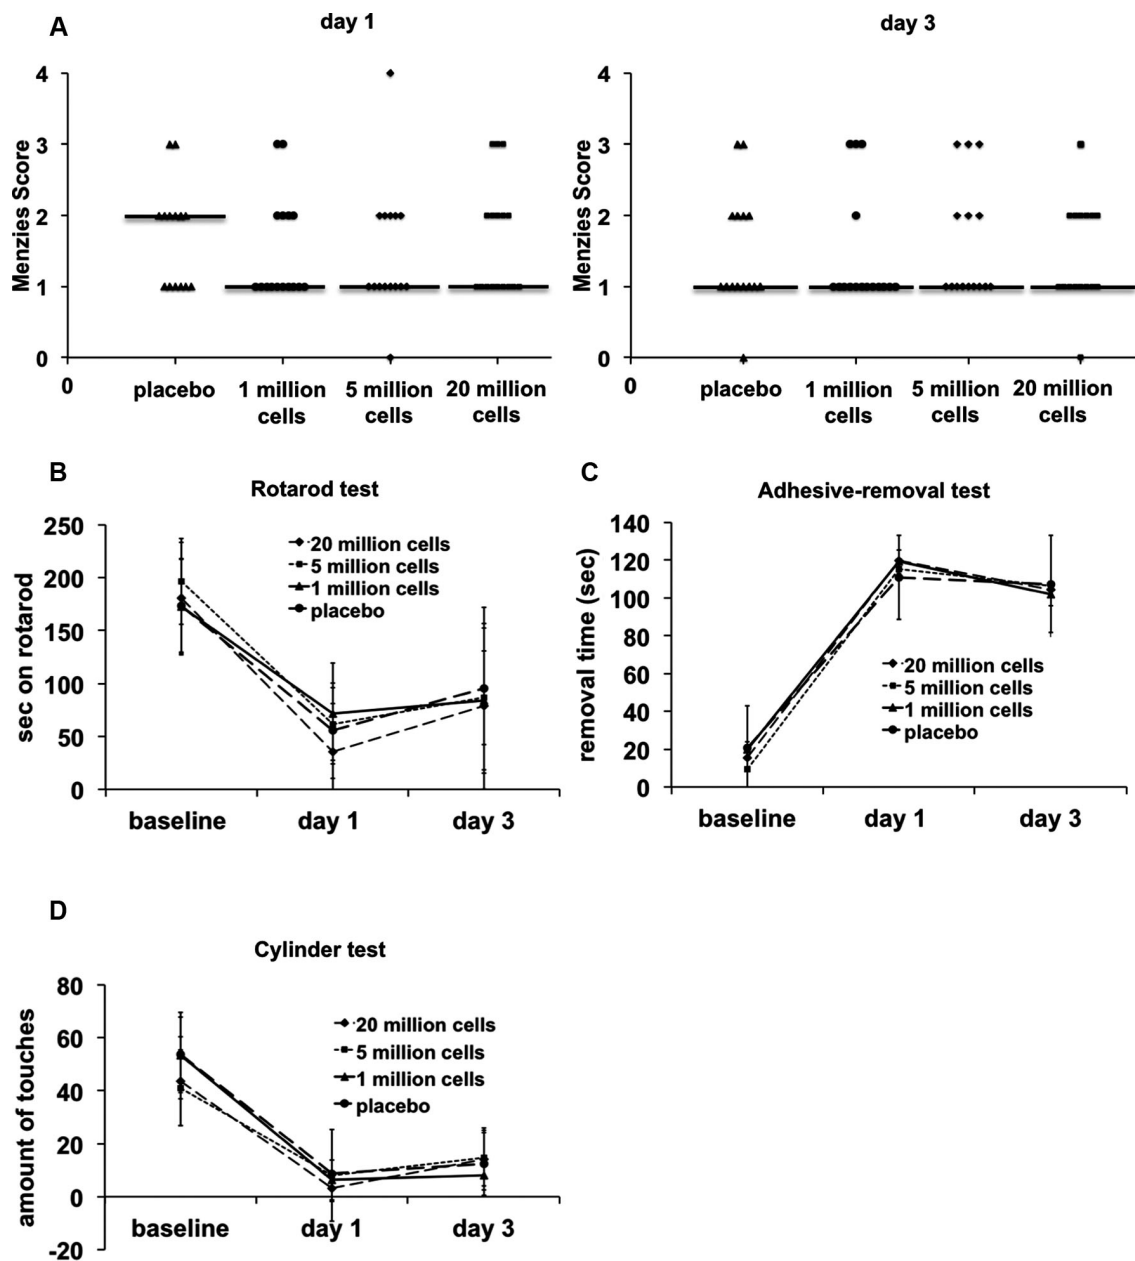 A
day 1
day 3
Menzies Score
4
3
2
1
0
0
placebo
1 million
cells
5 million
cells
20 million
cells
Menzies Score
4
3
2
1
0
0
placebo
1 million
cells
5 million
cells
20 million
cells
B
Rotarod test
sec on rotarod
250
200
150
100
50
0
20 million cells
5 million cells
1 million cells
placebo
baseline
day 1
day 3
C
Adhesive-removal test
removal time (sec)
140
120
100
80
60
40
20
0
20 million cells
5 million cells
1 million cells
placebo
baseline
day 1
day 3
D
Cylinder test
amount of touches
80
60
40
20
0
-20
20 million cells
5 million cells
1 million cells
placebo
baseline
day 1
day 3